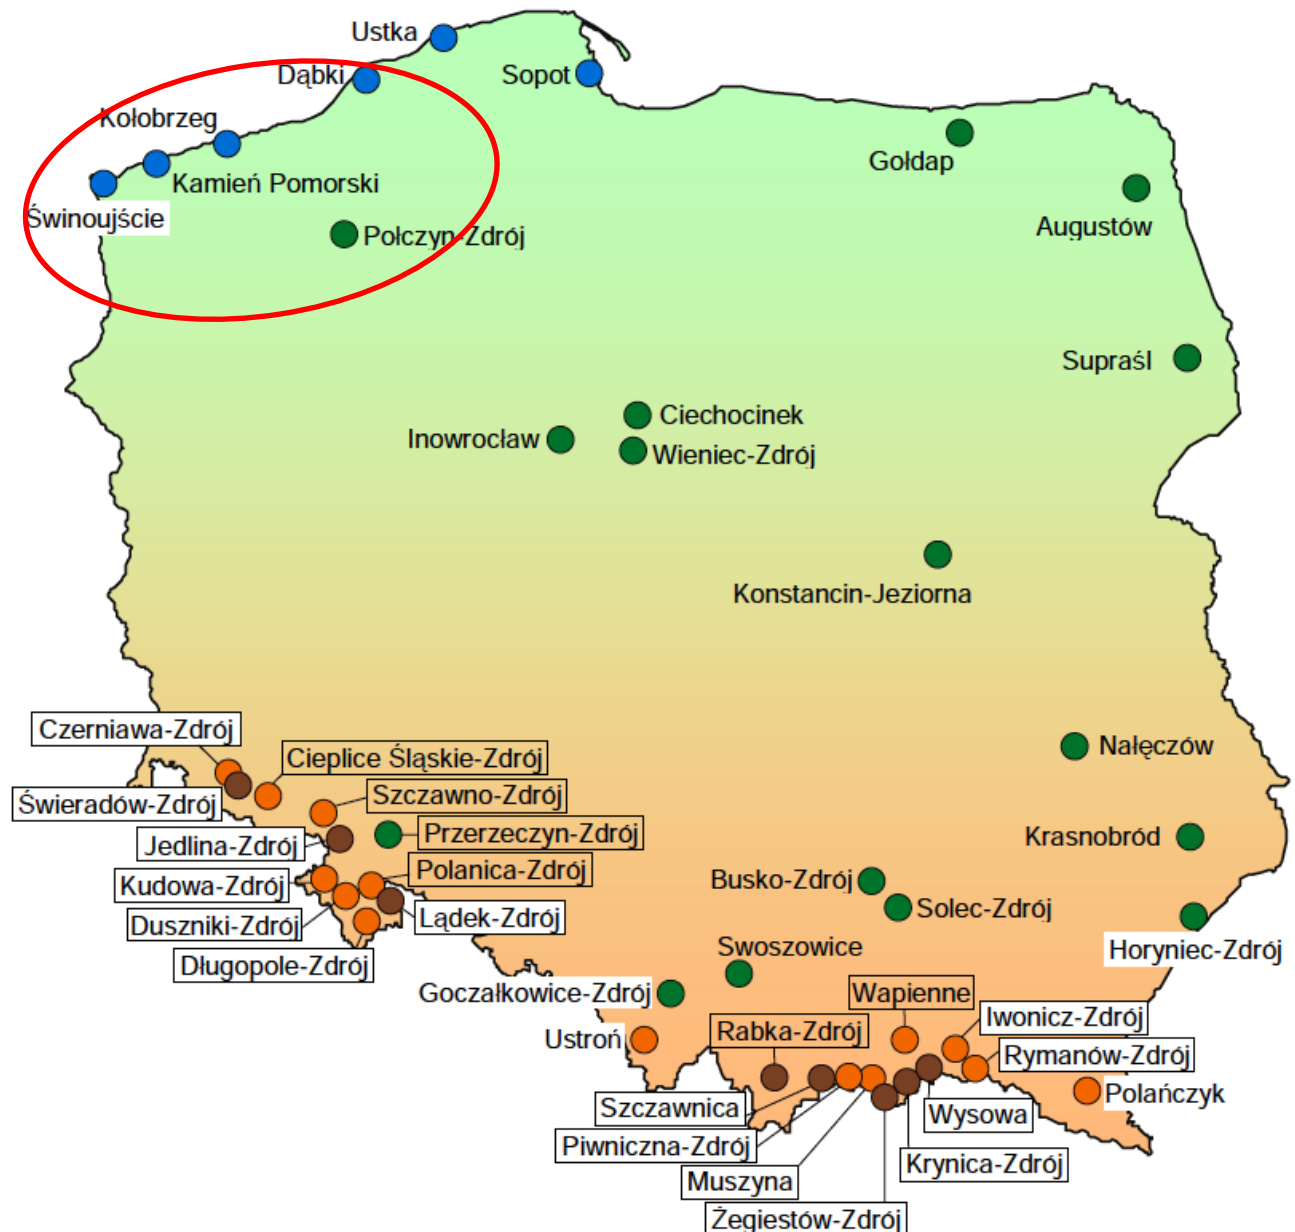 Ustka
Dąbki
Sopot
Kołobrzeg
Gołdap
Kamień Pomorski
Świnoujście
Augustów
Połczyn-Zdrój
Supraśl
Ciechocinek
Inowrocław
Wieniec-Zdrój
Konstancin-Jeziorna
Czerniawa-Zdrój
Nałęczów
Cieplice Śląskie-Zdrój
Szczawno-Zdrój
Świeradów-Zdrój
Przerzeczyn-Zdrój
Krasnobród
Jedlina-Zdrój
Polanica-Zdrój
Kudowa-Zdrój
Busko-Zdrój
Solec-Zdrój
Lądek-Zdrój
Duszniki-Zdrój
Swoszowice
Horyniec-Zdrój
Długopole-Zdrój
Goczałkowice-Zdrój
Wapienne
Iwonicz-Zdrój
Rabka-Zdrój
Ustroń
Rymanów-Zdrój
Polańczyk
Szczawnica
Wysowa
Piwniczna-Zdrój
Krynica-Zdrój
Muszyna
Żegiestów-Zdrój